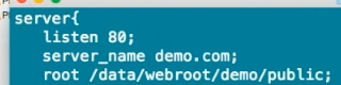 server{
listen 80;
server_name demo.com;
root /data/webroot/demo/public;